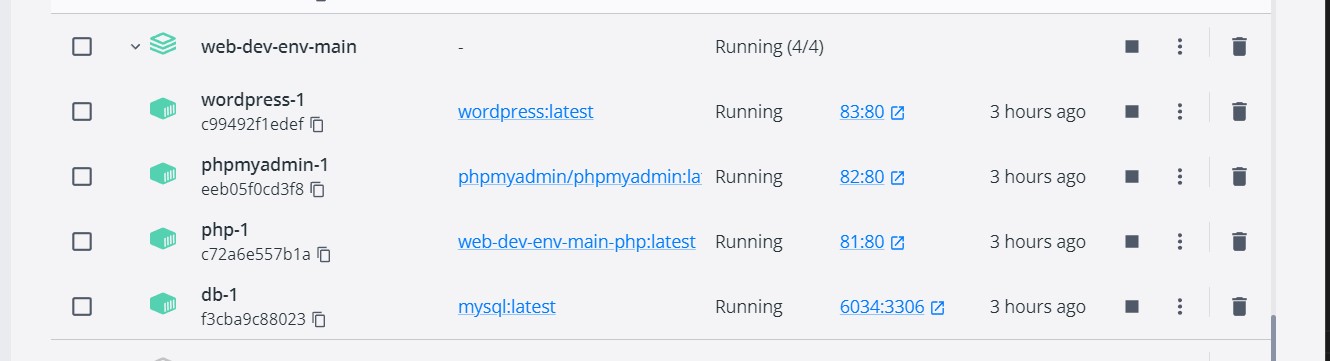 web-dev-env-main - Running (4/4)
wordpress-1
c99492f1edef wordpress:latest Running 83:80 3 hours ago
phpmyadmin-1
eeb05f0cd3f8 phpmyadmin/phpmyadmin:la Running 82:80 3 hours ago
php-1
c72a6e557b1a web-dev-env-main-php:latest Running 81:80 3 hours ago
db-1
f3cba9c88023 mysql:latest Running 6034:3306 3 hours ago